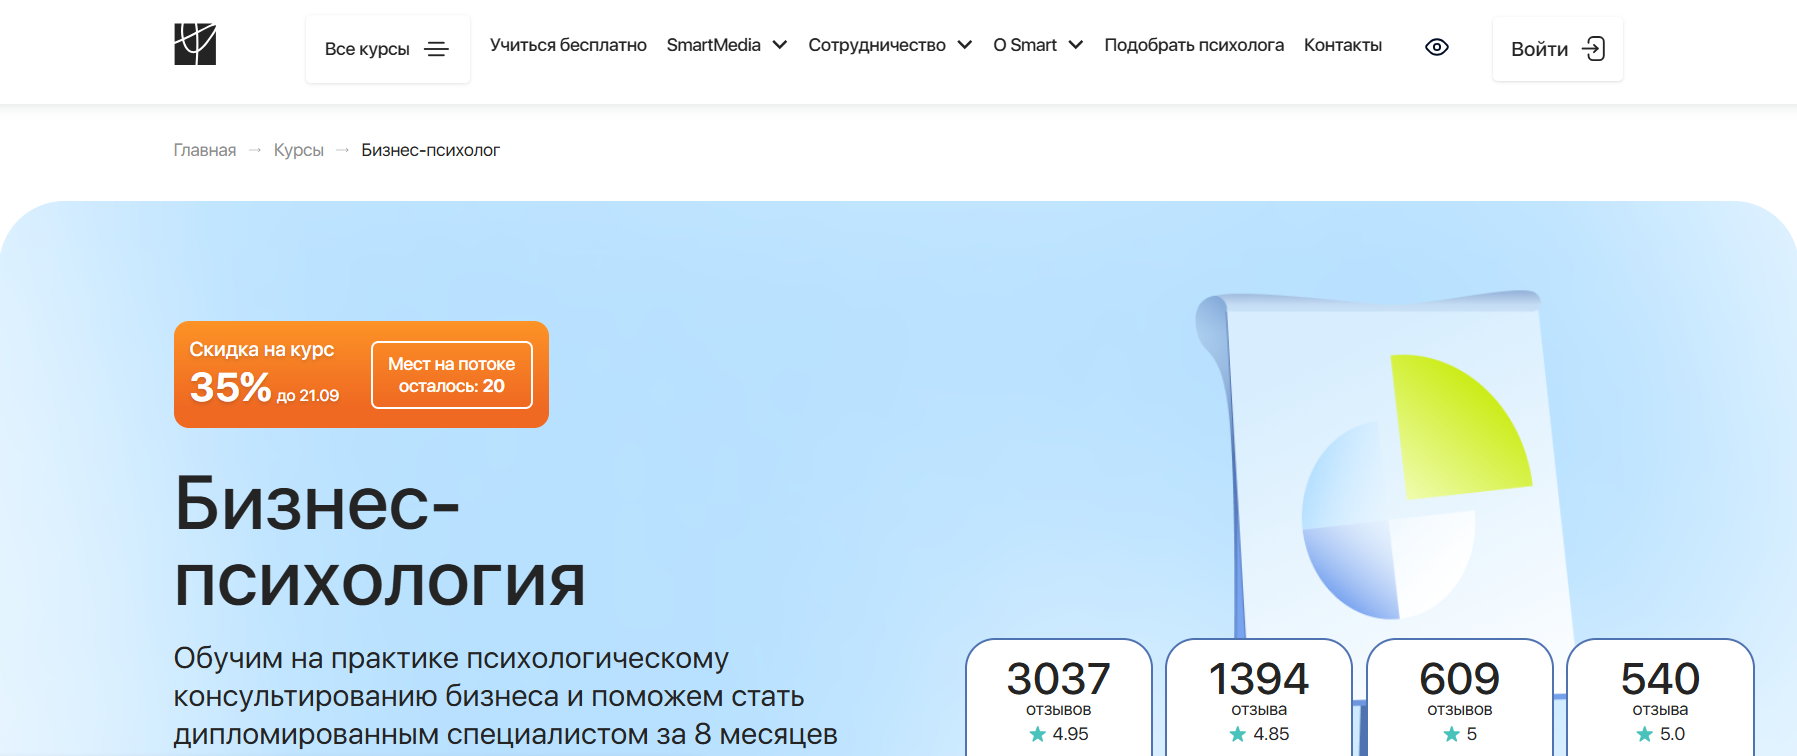 Все курсы
Учиться бесплатно
SmartMedia
Сотрудничество
О Smart
Подобрать психолога
Контакты
Войти
Главная → Курсы → Бизнес-психолог
Скидка на курс
35% до 21.09
Мест на потоке
осталось: 20
Бизнес-
психология
Обучим на практике психологическому
консультированию бизнеса и поможем стать
дипломированным специалистом за 8 месяцев
3037
отзывов
4.95
1394
отзыва
4.85
609
отзывов
5
540
отзыва
5.0